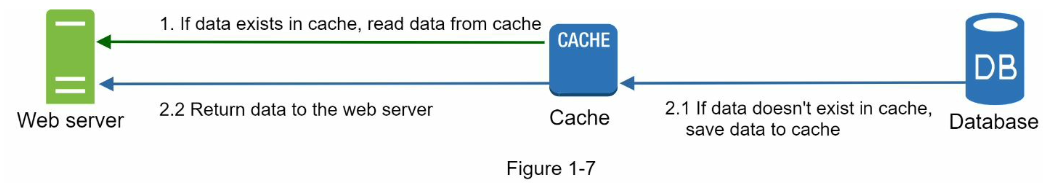 1. If data exists in cache, read data from cache
CACHE
DB
2.2 Return data to the web server
2.1 If data doesn't exist in cache,
save data to cache
Web server
Cache
Database
Figure 1-7